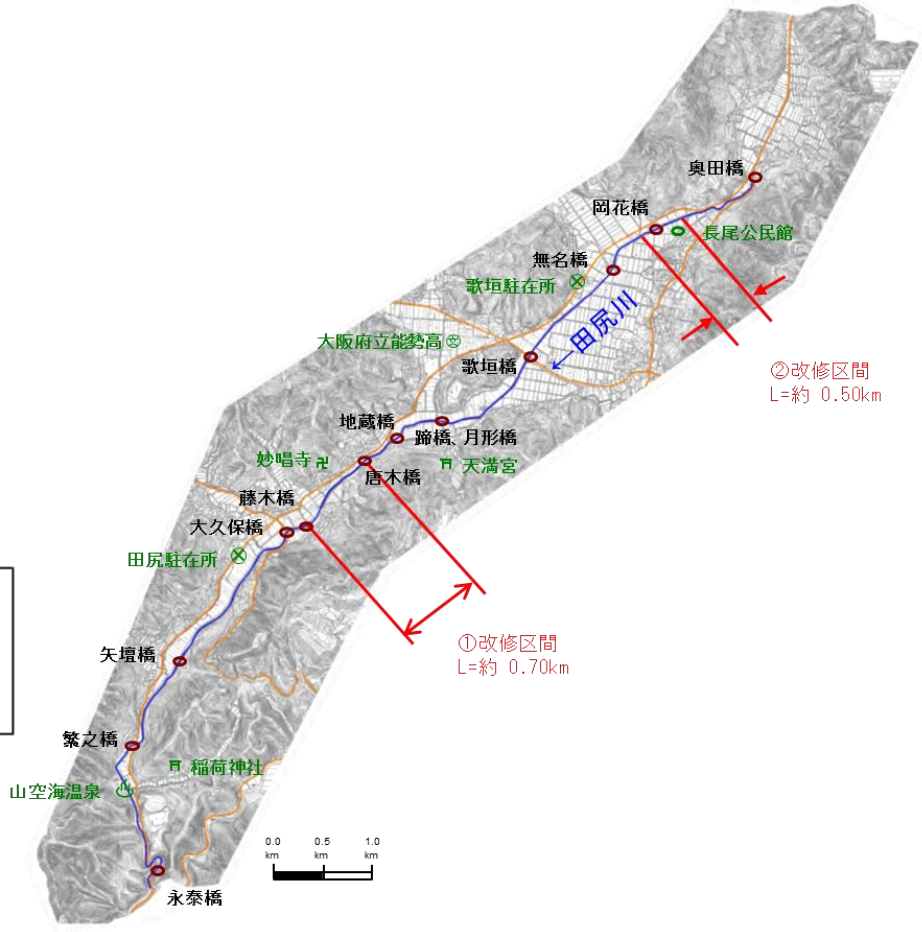 奥田橋
岡花橋
長尾公民館
無名橋
歌垣駐在所
←田尻川
大阪府立能勢高
歌垣橋
②改修区間
L=約 0.50km
地蔵橋
蹄橋、月形橋
妙唱寺
天満宮
唐木橋
藤木橋
大久保橋
田尻駐在所
①改修区間
L=約 0.70km
矢壇橋
繁之橋
稲荷神社
山空海温泉
0.0 0.5 1.0
km km km
永泰橋